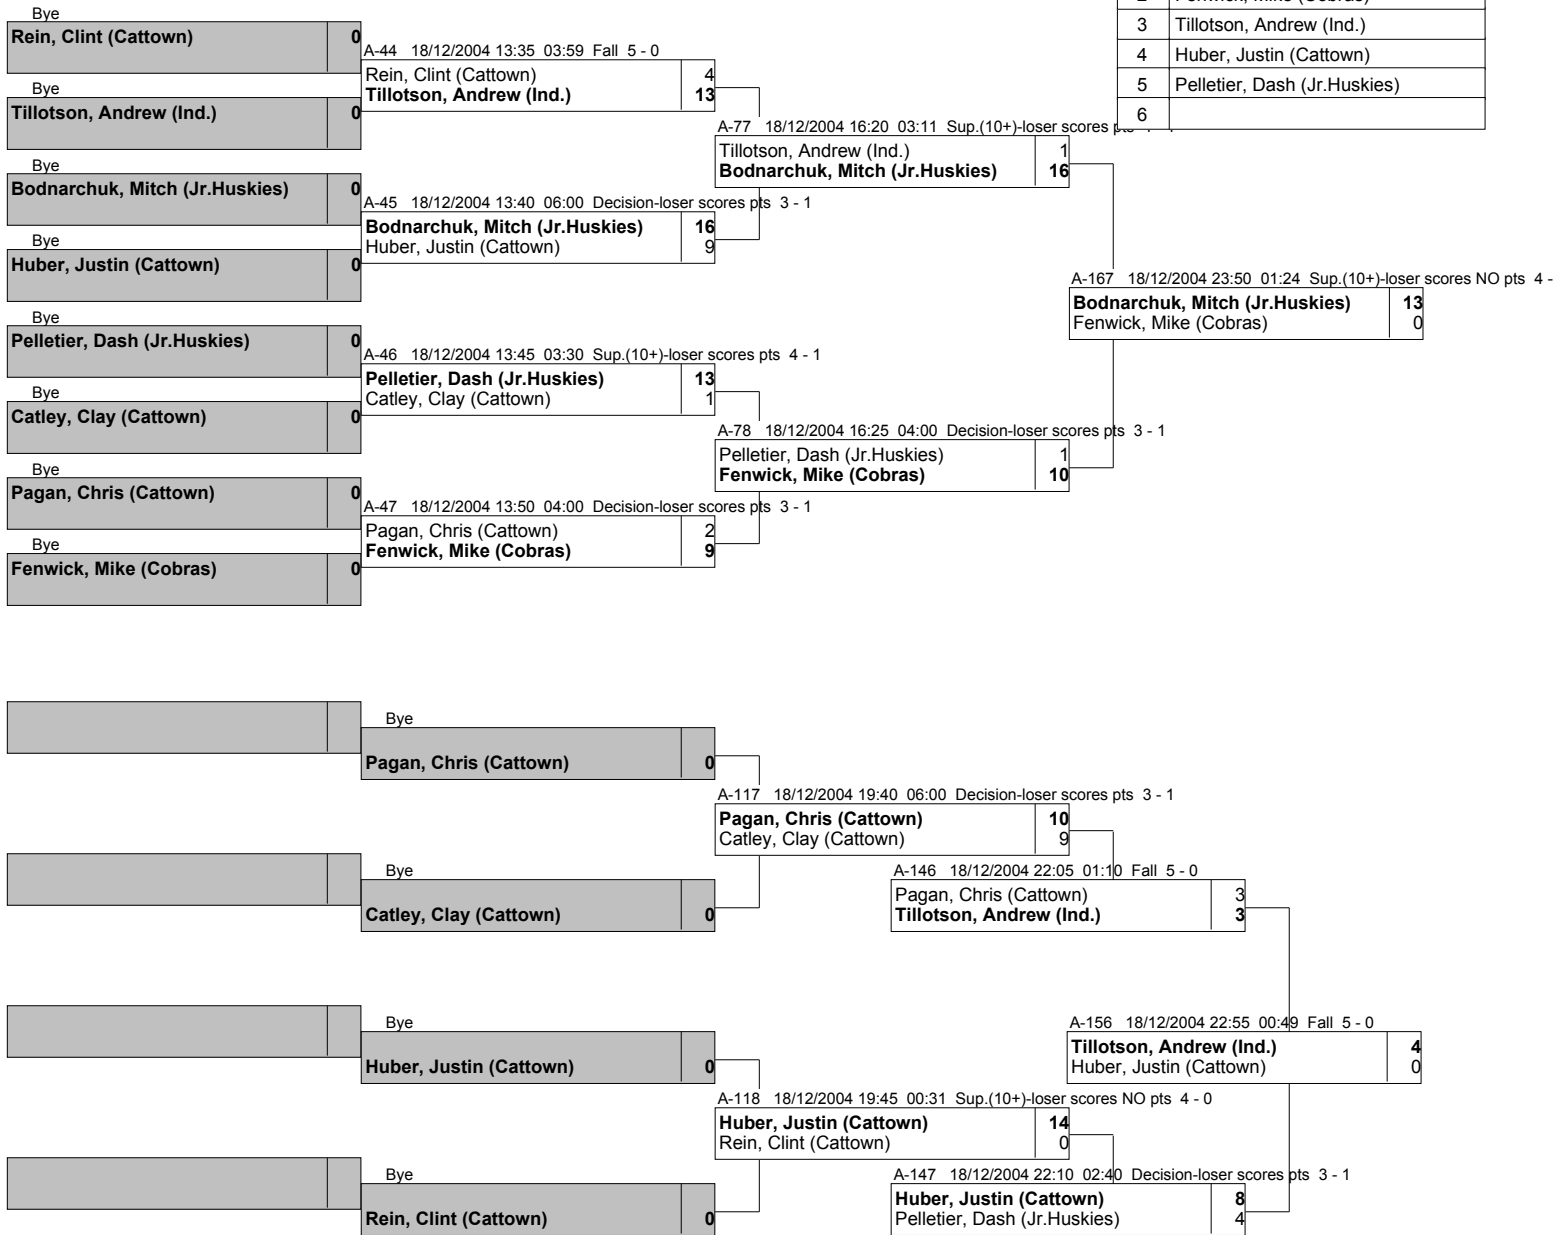 2 Fenwick, Mike (Cobras)
3 Tillotson, Andrew (Ind.)
4 Huber, Justin (Cattown)
5 Pelletier, Dash (Jr.Huskies)
6
Bye
Rein, Clint (Cattown) 0
Bye
Tillotson, Andrew (Ind.) 0
Bye
Bodnarchuk, Mitch (Jr.Huskies) 0
Bye
Huber, Justin (Cattown) 0
Bye
Pelletier, Dash (Jr.Huskies) 0
Bye
Catley, Clay (Cattown) 0
Bye
Pagan, Chris (Cattown) 0
Bye
Fenwick, Mike (Cobras) 0
A-44 18/12/2004 13:35 03:59 Fall 5 - 0
Rein, Clint (Cattown) 4
Tillotson, Andrew (Ind.) 13
A-45 18/12/2004 13:40 06:00 Decision-loser scores pts 3 - 1
Bodnarchuk, Mitch (Jr.Huskies) 16
Huber, Justin (Cattown) 9
A-46 18/12/2004 13:45 03:30 Sup.(10+)-loser scores pts 4 - 1
Pelletier, Dash (Jr.Huskies) 13
Catley, Clay (Cattown) 1
A-47 18/12/2004 13:50 04:00 Decision-loser scores pts 3 - 1
Pagan, Chris (Cattown) 2
Fenwick, Mike (Cobras) 9
A-77 18/12/2004 16:20 03:11 Sup.(10+)-loser scores pts
Tillotson, Andrew (Ind.) 1
Bodnarchuk, Mitch (Jr.Huskies) 16
A-78 18/12/2004 16:25 04:00 Decision-loser scores pts 3 - 1
Pelletier, Dash (Jr.Huskies) 1
Fenwick, Mike (Cobras) 10
A-167 18/12/2004 23:50 01:24 Sup.(10+)-loser scores NO pts 4 -
Bodnarchuk, Mitch (Jr.Huskies) 13
Fenwick, Mike (Cobras) 0
Bye
Pagan, Chris (Cattown) 0
Bye
Catley, Clay (Cattown) 0
Bye
Huber, Justin (Cattown) 0
Bye
Rein, Clint (Cattown) 0
A-117 18/12/2004 19:40 06:00 Decision-loser scores pts 3 - 1
Pagan, Chris (Cattown) 10
Catley, Clay (Cattown) 9
A-118 18/12/2004 19:45 00:31 Sup.(10+)-loser scores NO pts 4 - 0
Huber, Justin (Cattown) 14
Rein, Clint (Cattown) 0
A-146 18/12/2004 22:05 01:10 Fall 5 - 0
Pagan, Chris (Cattown) 3
Tillotson, Andrew (Ind.) 3
A-147 18/12/2004 22:10 02:40 Decision-loser scores pts 3 - 1
Huber, Justin (Cattown) 8
Pelletier, Dash (Jr.Huskies) 4
A-156 18/12/2004 22:55 00:49 Fall 5 - 0
Tillotson, Andrew (Ind.) 4
Huber, Justin (Cattown) 0